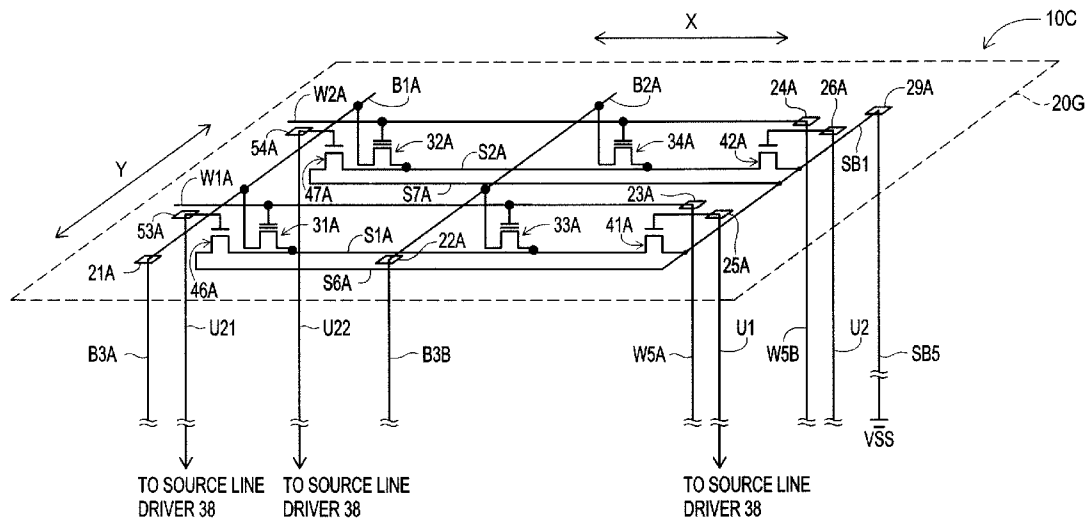 X
10C
W2A
B1A
B2A
24A
26A
29A
20G
54A
32A
34A
S2A
42A
SB1
Y
W1A
47A
S7A
23A
53A
31A
33A
S1A
22A
41A
21A
46A
S6A
25A
U21
U22
U1
U2
B3A
B3B
W5A
W5B
SB5
VSS
TO SOURCE LINE
DRIVER 38
TO SOURCE LINE
DRIVER 38
TO SOURCE LINE
DRIVER 38